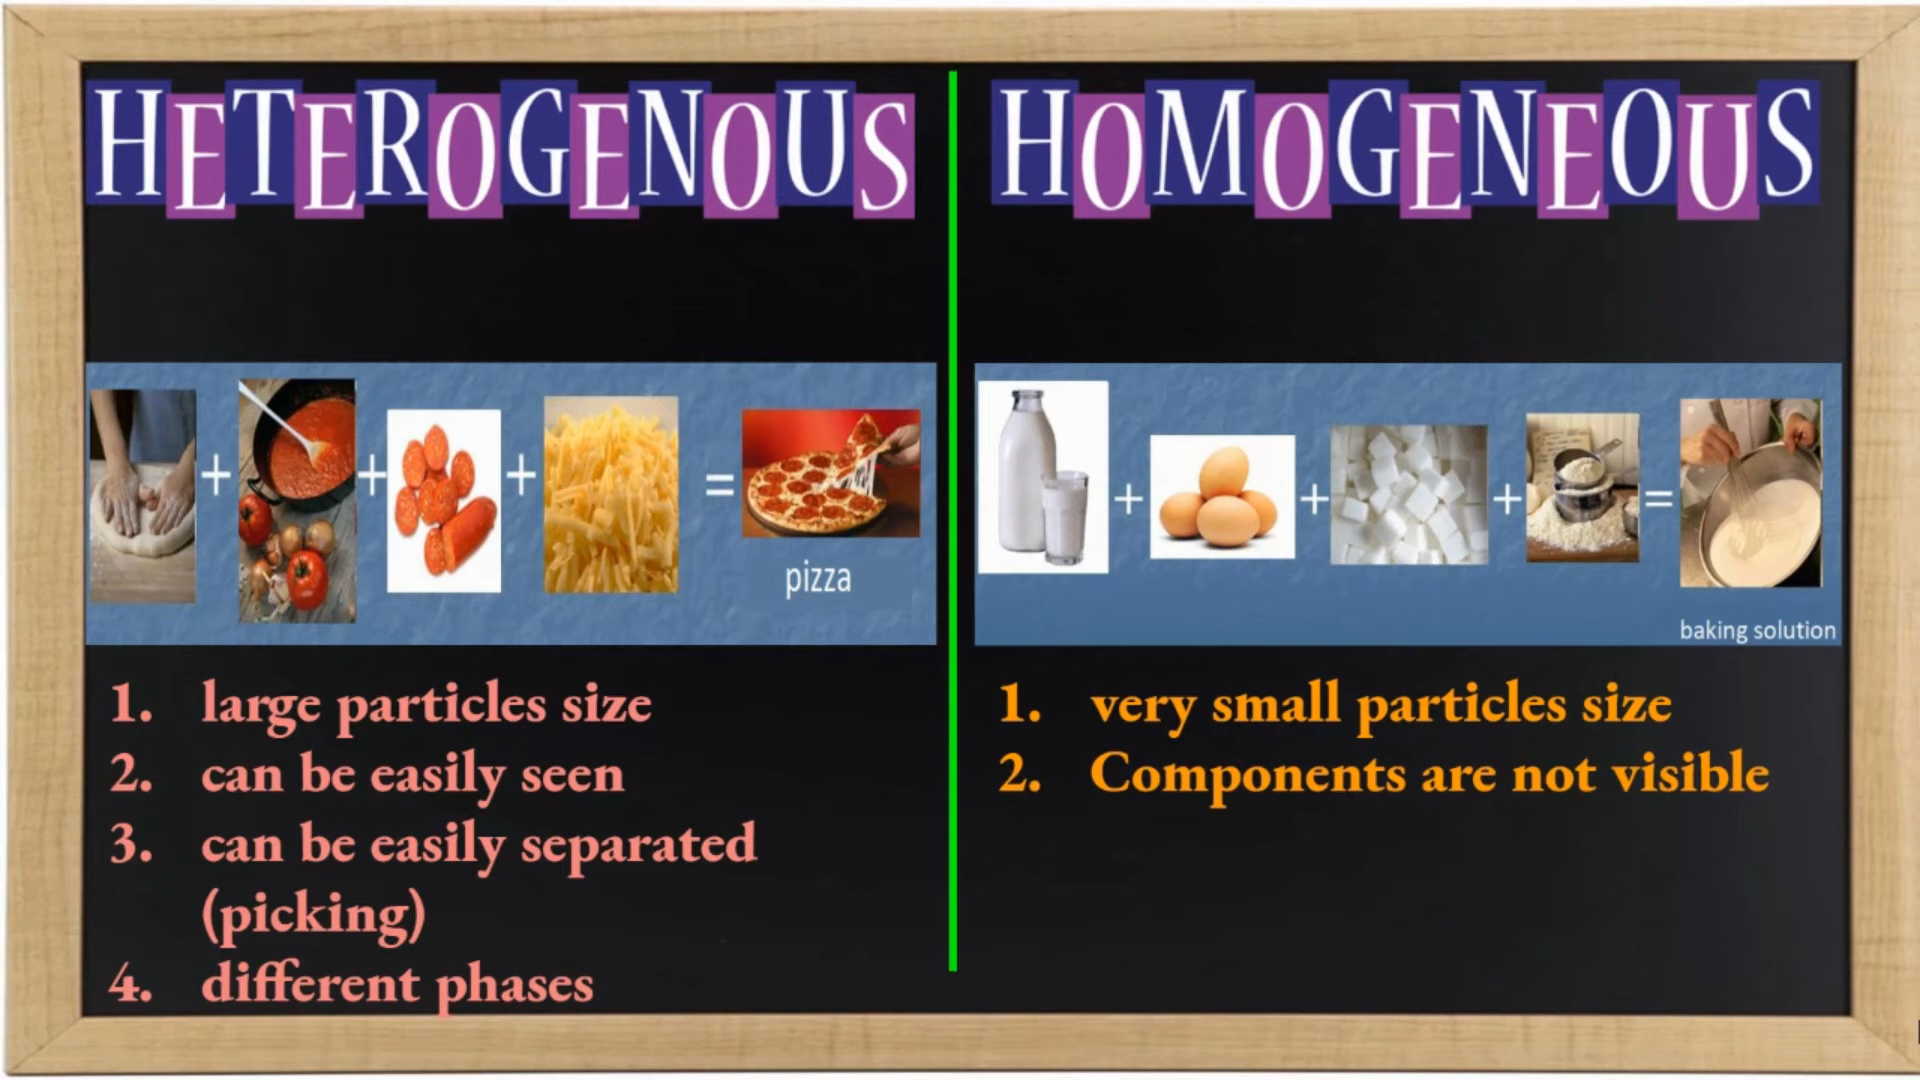 HETEROGENOUS
HOMOGENEOUS
+ + + =
pizza
+ + + =
baking solution
1. large particles size
2. can be easily seen
3. can be easily separated
(picking)
4. different phases
1. very small particles size
2. Components are not visible